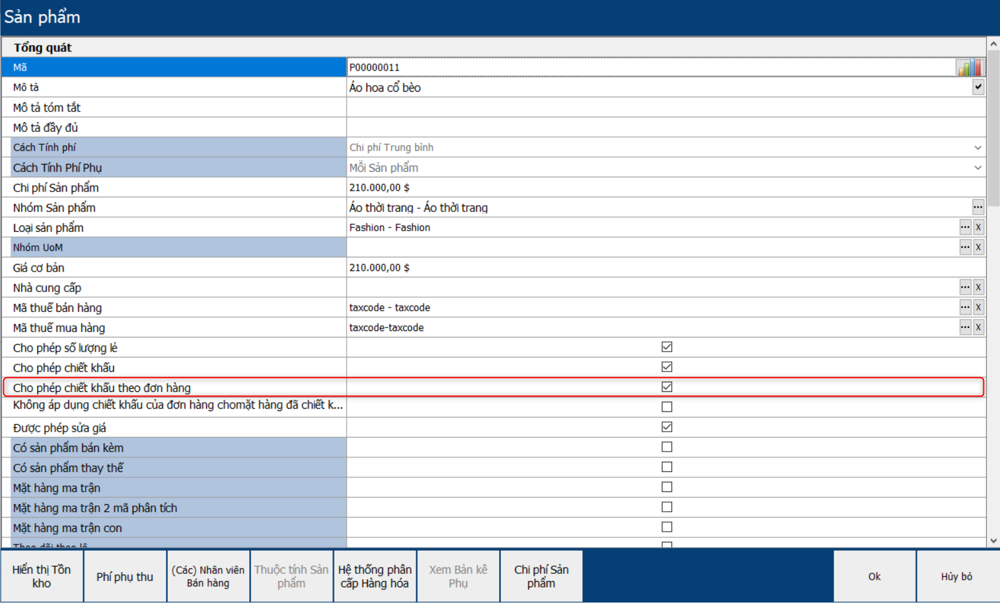 Sản phẩm
Tổng quát
Mã P00000011
Mô tả Áo hoa cổ bèo
Mô tả tóm tắt
Mô tả đầy đủ
Cách Tính phí Chi phí Trung bình
Cách Tính Phí Phụ Mỗi Sản phẩm
Chi phí Sản phẩm 210.000,00 $
Nhóm Sản phẩm Áo thời trang - Áo thời trang ...
Loại sản phẩm Fashion - Fashion ... X
Nhóm UoM ... X
Giá cơ bản 210.000,00 $
Nhà cung cấp ... X
Mã thuế bán hàng taxcode - taxcode ... X
Mã thuế mua hàng taxcode-taxcode ... X
Cho phép số lượng lẻ
Cho phép chiết khấu
Cho phép chiết khấu theo đơn hàng
Không áp dụng chiết khấu của đơn hàng chomặt hàng đã chiết k...
Được phép sửa giá
Có sản phẩm bán kèm
Có sản phẩm thay thế
Mặt hàng ma trận
Mặt hàng ma trận 2 mã phân tích
Mặt hàng ma trận con
Theo dõi theo lô
Hiển thị Tồn kho
Phí phụ thu
(Các) Nhân viên Bán hàng
Thuộc tính Sản phẩm
Hệ thống phân cấp Hàng hóa
Xem Bản kê Phụ
Chi phí Sản phẩm
Ok
Hủy bỏ